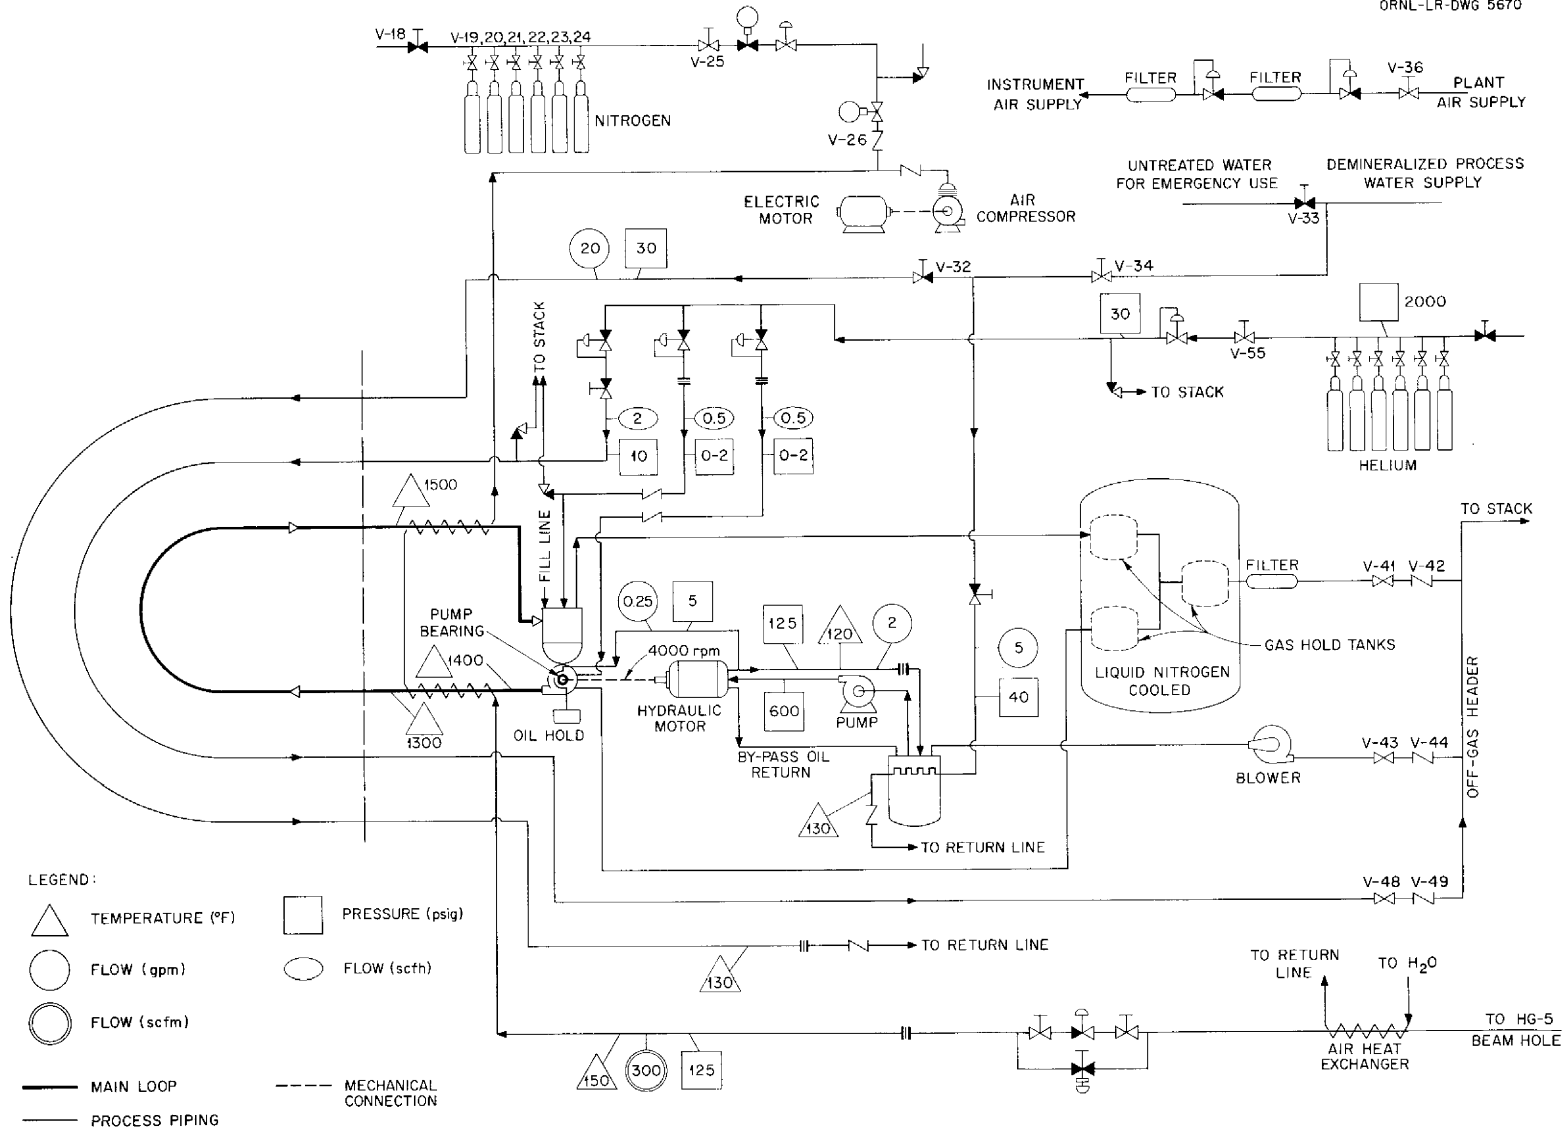 ORNL-LR-DWG 5670
V-18
V-19, 20, 21, 22, 23, 24
V-25
NITROGEN
V-26
INSTRUMENT
AIR SUPPLY
FILTER
FILTER
V-36
PLANT
AIR SUPPLY
UNTREATED WATER
FOR EMERGENCY USE
DEMINERALIZED PROCESS
WATER SUPPLY
V-33
ELECTRIC
MOTOR
AIR
COMPRESSOR
20
30
V-32
V-34
30
2000
V-55
TO STACK
TO STACK
HELIUM
2
0.5
0.5
10
0-2
0-2
1500
FILL LINE
TO STACK
FILTER
V-41
V-42
GAS HOLD TANKS
LIQUID NITROGEN
COOLED
PUMP
BEARING
0.25
5
125
120
2
5
4000 rpm
1400
1300
HYDRAULIC
MOTOR
600
PUMP
40
OIL HOLD
BY-PASS OIL
RETURN
BLOWER
V-43
V-44
OFF-GAS HEADER
130
TO RETURN LINE
V-48
V-49
TO RETURN LINE
130
LEGEND:
TEMPERATURE (°F)
PRESSURE (psig)
FLOW (gpm)
FLOW (scfh)
FLOW (scfm)
MAIN LOOP
MECHANICAL
CONNECTION
PROCESS PIPING
150
300
125
TO RETURN
LINE
TO H2O
AIR HEAT
EXCHANGER
TO HG-5
BEAM HOLE